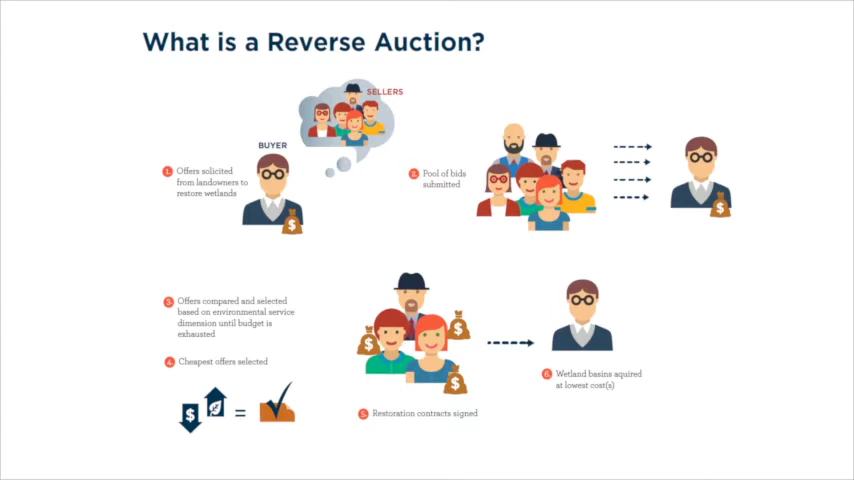 What is a Reverse Auction?
SELLERS
BUYER
1. Offers solicited
from landowners to
restore wetlands
$
2. Pool of bids
submitted
$
3. Offers compared and selected
based on environmental service
dimension until budget is
exhausted
4. Cheapest offers selected
$
=
$
$
$
5. Restoration contracts signed
6. Wetland basins aquired
at lowest cost(s)